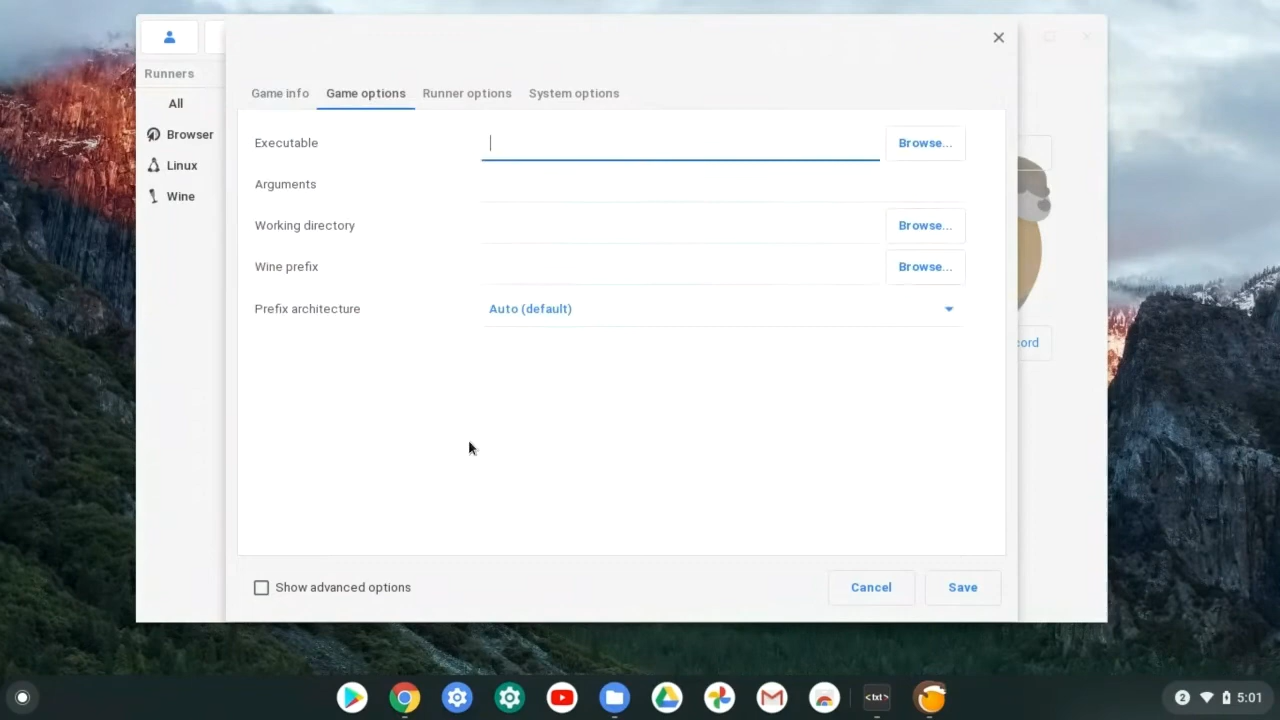 Runners
All
Browser
Linux
Wine
Game info
Game options
Runner options
System options
Executable
Browse...
Arguments
Working directory
Browse...
Wine prefix
Browse...
Prefix architecture
Auto (default)
cord
Show advanced options
Cancel
Save
<txt>
2
5:01